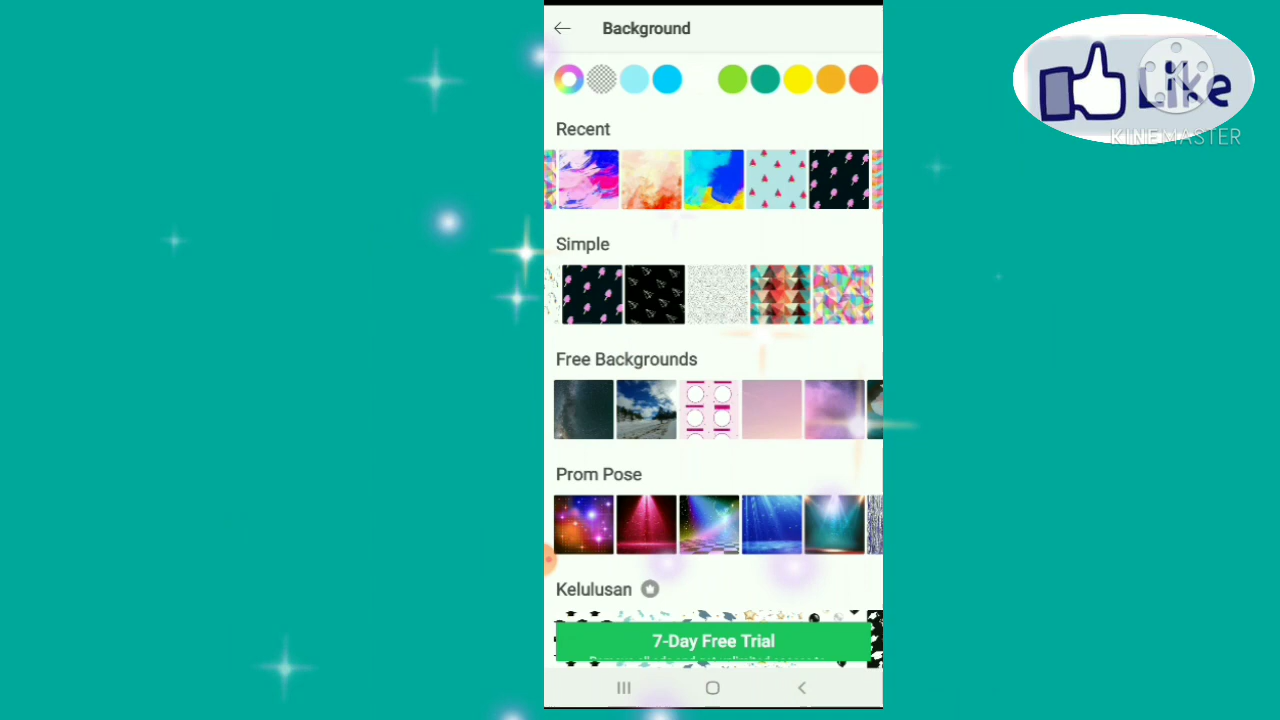 Background
Like
KINEMASTER
Recent
Simple
Free Backgrounds
Prom Pose
Kelulusan
7-Day Free Trial